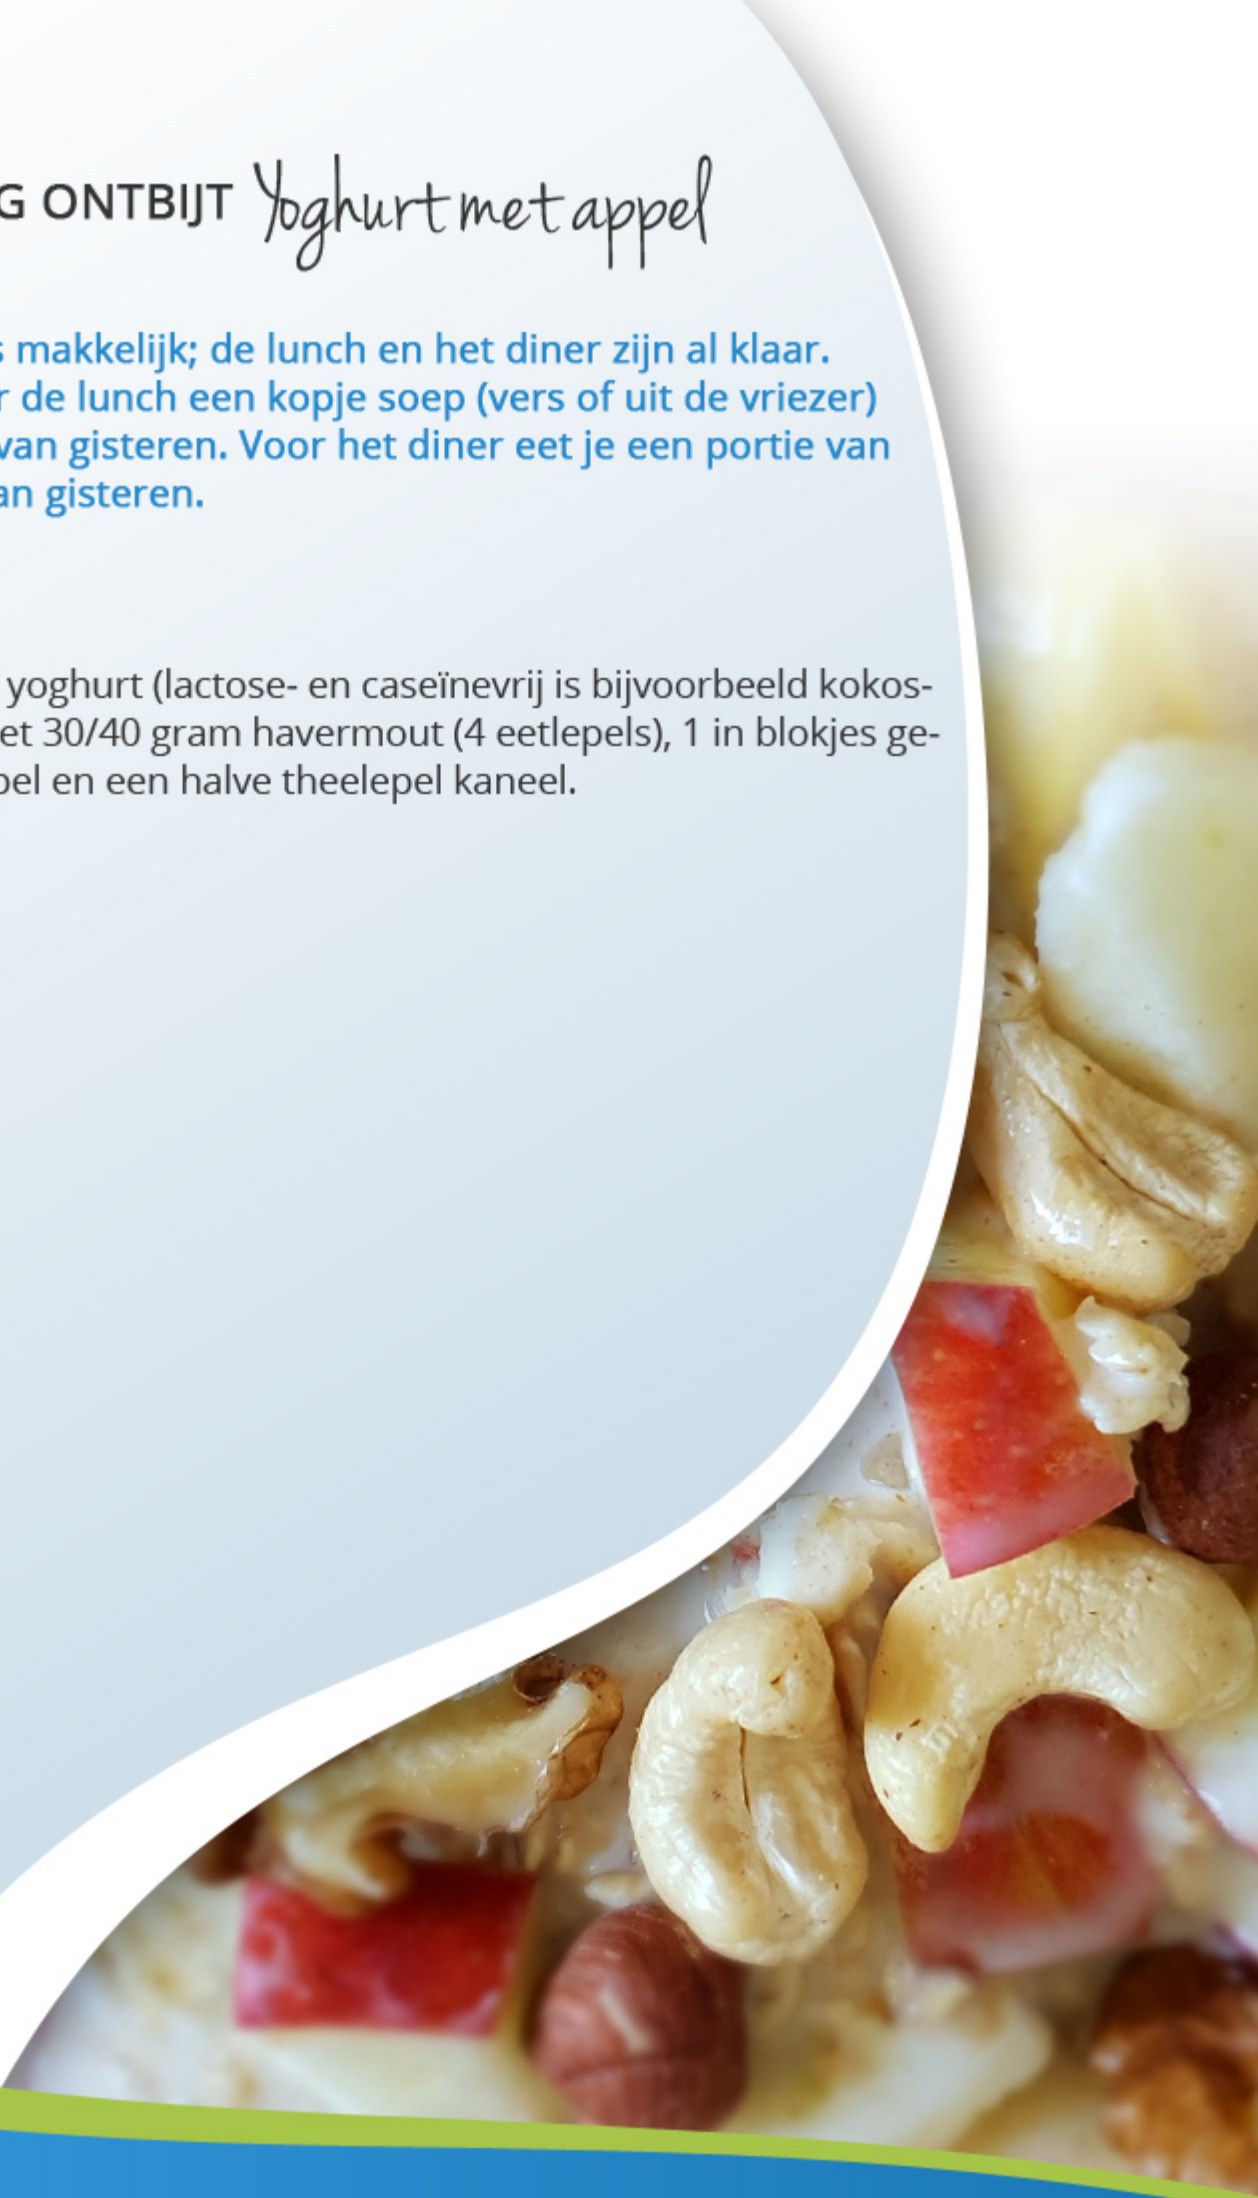 G ONTBIJT Yoghurt met appel
s makkelijk; de lunch en het diner zijn al klaar.
r de lunch een kopje soep (vers of uit de vriezer)
van gisteren. Voor het diner eet je een portie van
an gisteren.
yoghurt (lactose- en caseïnevrij is bijvoorbeeld kokos-
et 30/40 gram havermout (4 eetlepels), 1 in blokjes ge-
pel en een halve theelepel kaneel.